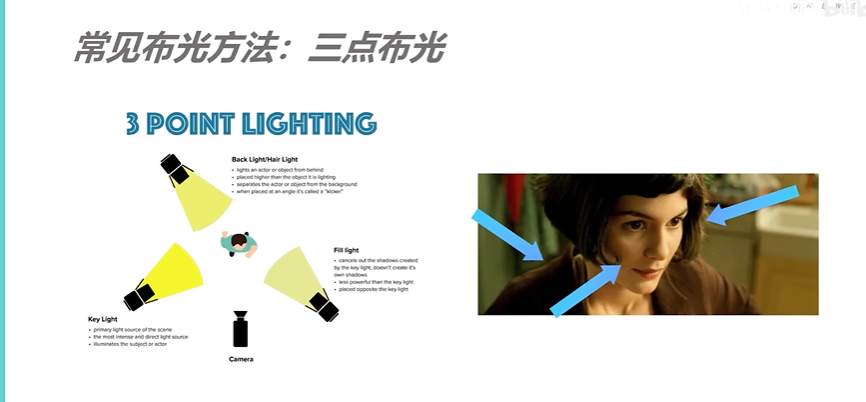 常见布光方法：三点布光
3 POINT LIGHTING
Back Light/Hair Light
• lights an actor or object from behind
• placed higher than the object it is lighting
• separates the actor or object from the background
• when placed at an angle it's called a "kicker"
Fill light
• cancels out the shadows created
by the key light, doesn't create it's
own shadows
• less powerful than the key light
• placed opposite the key light
Key Light
• primary light source of the scene
• the most intense and direct light source
• illuminates the subject or actor
Camera